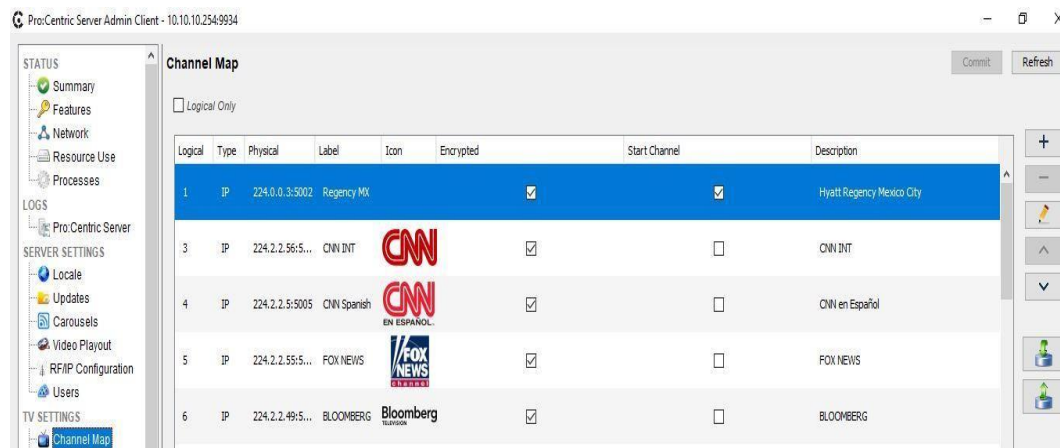 Pro:Centric Server Admin Client - 10.10.10.254:9934
STATUS
Summary
Features
Network
Resource Use
Processes
LOGS
Pro:Centric Server
SERVER SETTINGS
Locale
Updates
Carousels
Video Playout
RF/IP Configuration
Users
TV SETTINGS
Channel Map
Channel Map
Commit
Refresh
Logical Only
Logical Type Physical Label Icon Encrypted Start Channel Description
1 IP 224.0.0.3:5002 Regency MX Hyatt Regency Mexico City
3 IP 224.2.2.56:5... CNN INT CNN CNN INT
4 IP 224.2.2.5:5005 CNN Spanish CNN EN ESPAÑOL. CNN en Español
5 IP 224.2.2.55:5... FOX NEWS FOX NEWS channel FOX NEWS
6 IP 224.2.2.49:5... BLOOMBERG Bloomberg TELEVISION BLOOMBERG